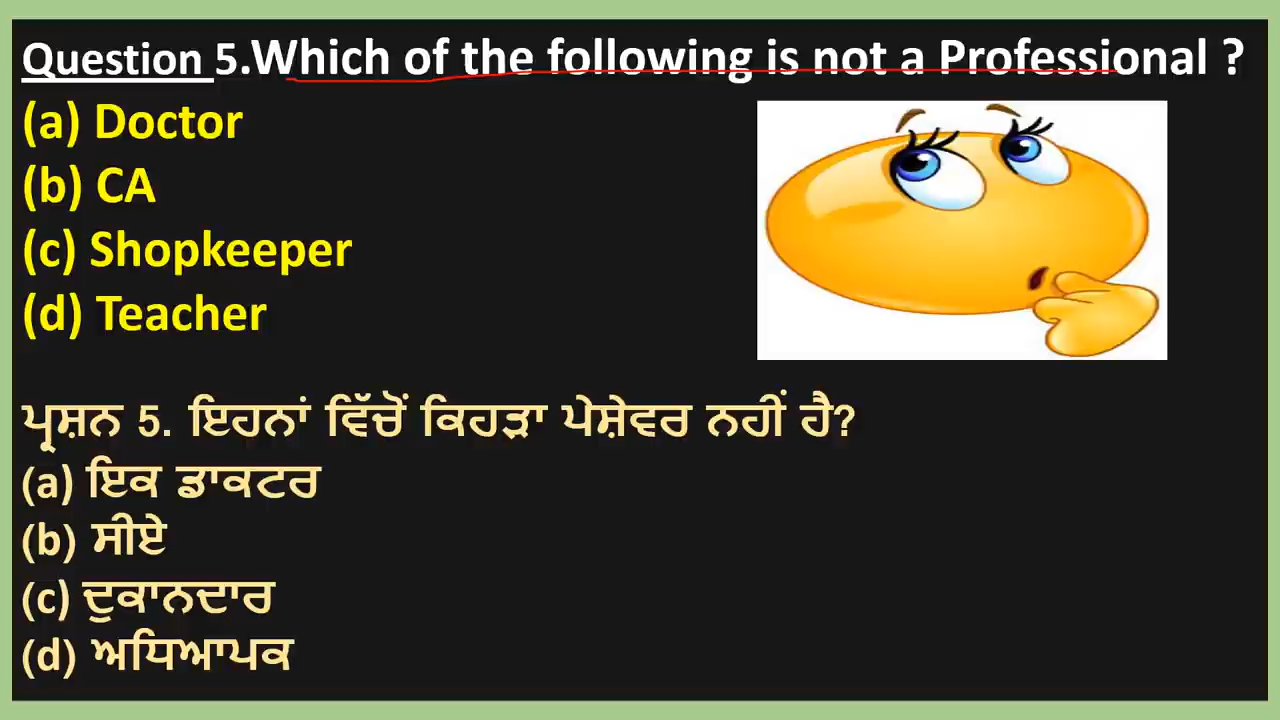 Question 5.Which of the following is not a Professional ?
(a) Doctor
(b) CA
(c) Shopkeeper
(d) Teacher
ਪ੍ਰਸ਼ਨ 5. ਇਹਨਾਂ ਵਿੱਚੋਂ ਕਿਹੜਾ ਪੇਸ਼ੇਵਰ ਨਹੀਂ ਹੈ?
(a) ਇਕ ਡਾਕਟਰ
(b) ਸੀਏ
(c) ਦੁਕਾਨਦਾਰ
(d) ਅਧਿਆਪਕ